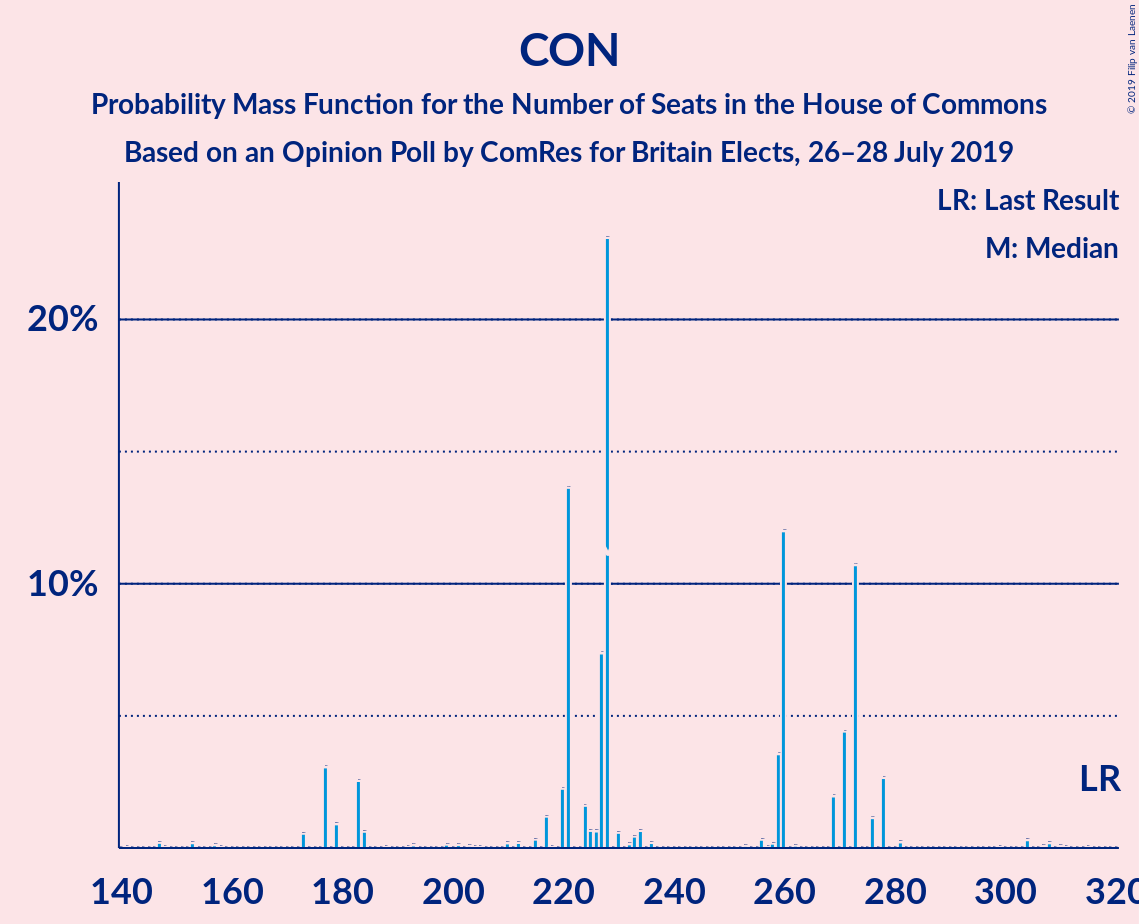 CON
Probability Mass Function for the Number of Seats in the House of Commons
Based on an Opinion Poll by ComRes for Britain Elects, 26–28 July 2019
© 2019 Filip van Laenen
LR: Last Result
M: Median
20%
10%
LR
140 160 180 200 220 240 260 280 300 320